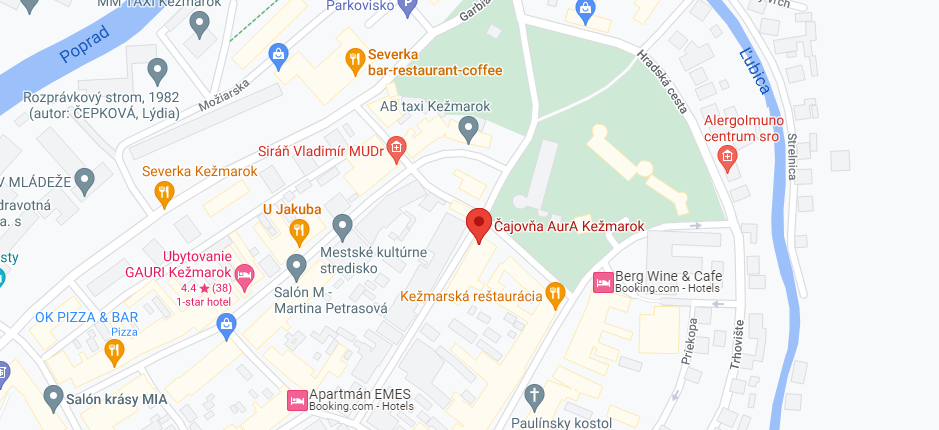 MM TAXI Kežmarok
Parkovisko
P
Poprad
Severka
bar-restaurant-coffee
Hradská cesta
Ľubica
Rozprávkový strom, 1982
(autor: ČEPKOVÁ, Lýdia)
Možiarska
AB taxi Kežmarok
Alergolmuno
centrum sro
Strelnica
Siráň Vladimír MUDr
Severka Kežmarok
V MLÁDEŽE
dravotná
a. s
U Jakuba
Čajovňa AurA Kežmarok
Mestské kultúrne
stredisko
Ubytovanie
GAURI Kežmarok
4.4 ★ (38)
1-star hotel
Salón M -
Martina Petrasová
Berg Wine & Cafe
Booking.com - Hotels
Kežmarská reštaurácia
OK PIZZA & BAR
Pizza
Priekopa
Trhovište
Apartmán EMES
Booking.com - Hotels
Salón krásy MIA
Paulínsky kostol